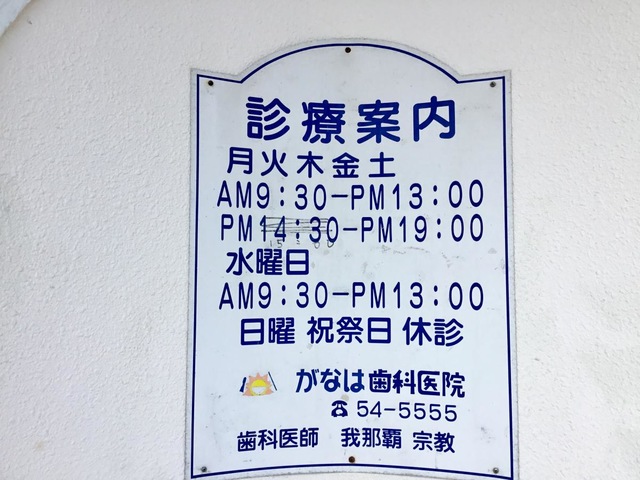 診療案内
月火木金土
AM9:30-PM13:00
PM14:30-PM19:00
15:00
水曜日
AM9:30-PM13:00
日曜 祝祭日 休診
がなは歯科医院
☎ 54-5555
歯科医師 我那覇 宗教